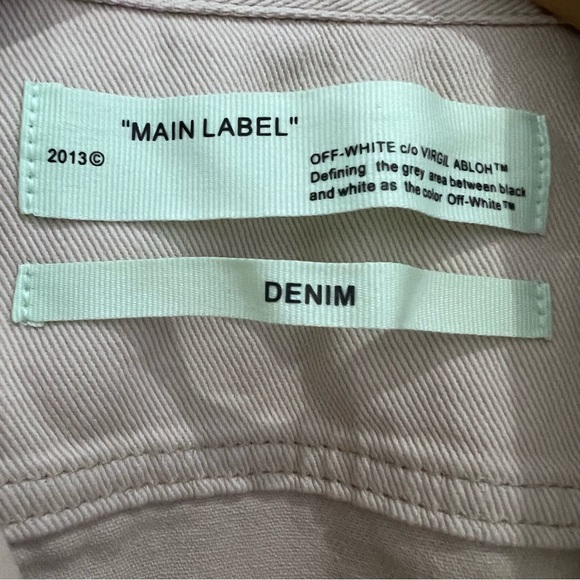 "MAIN LABEL"
2013©
OFF-WHITE c/o VIRGIL ABLOH™
Defining the grey area between black
and white as the color Off-White™
DENIM